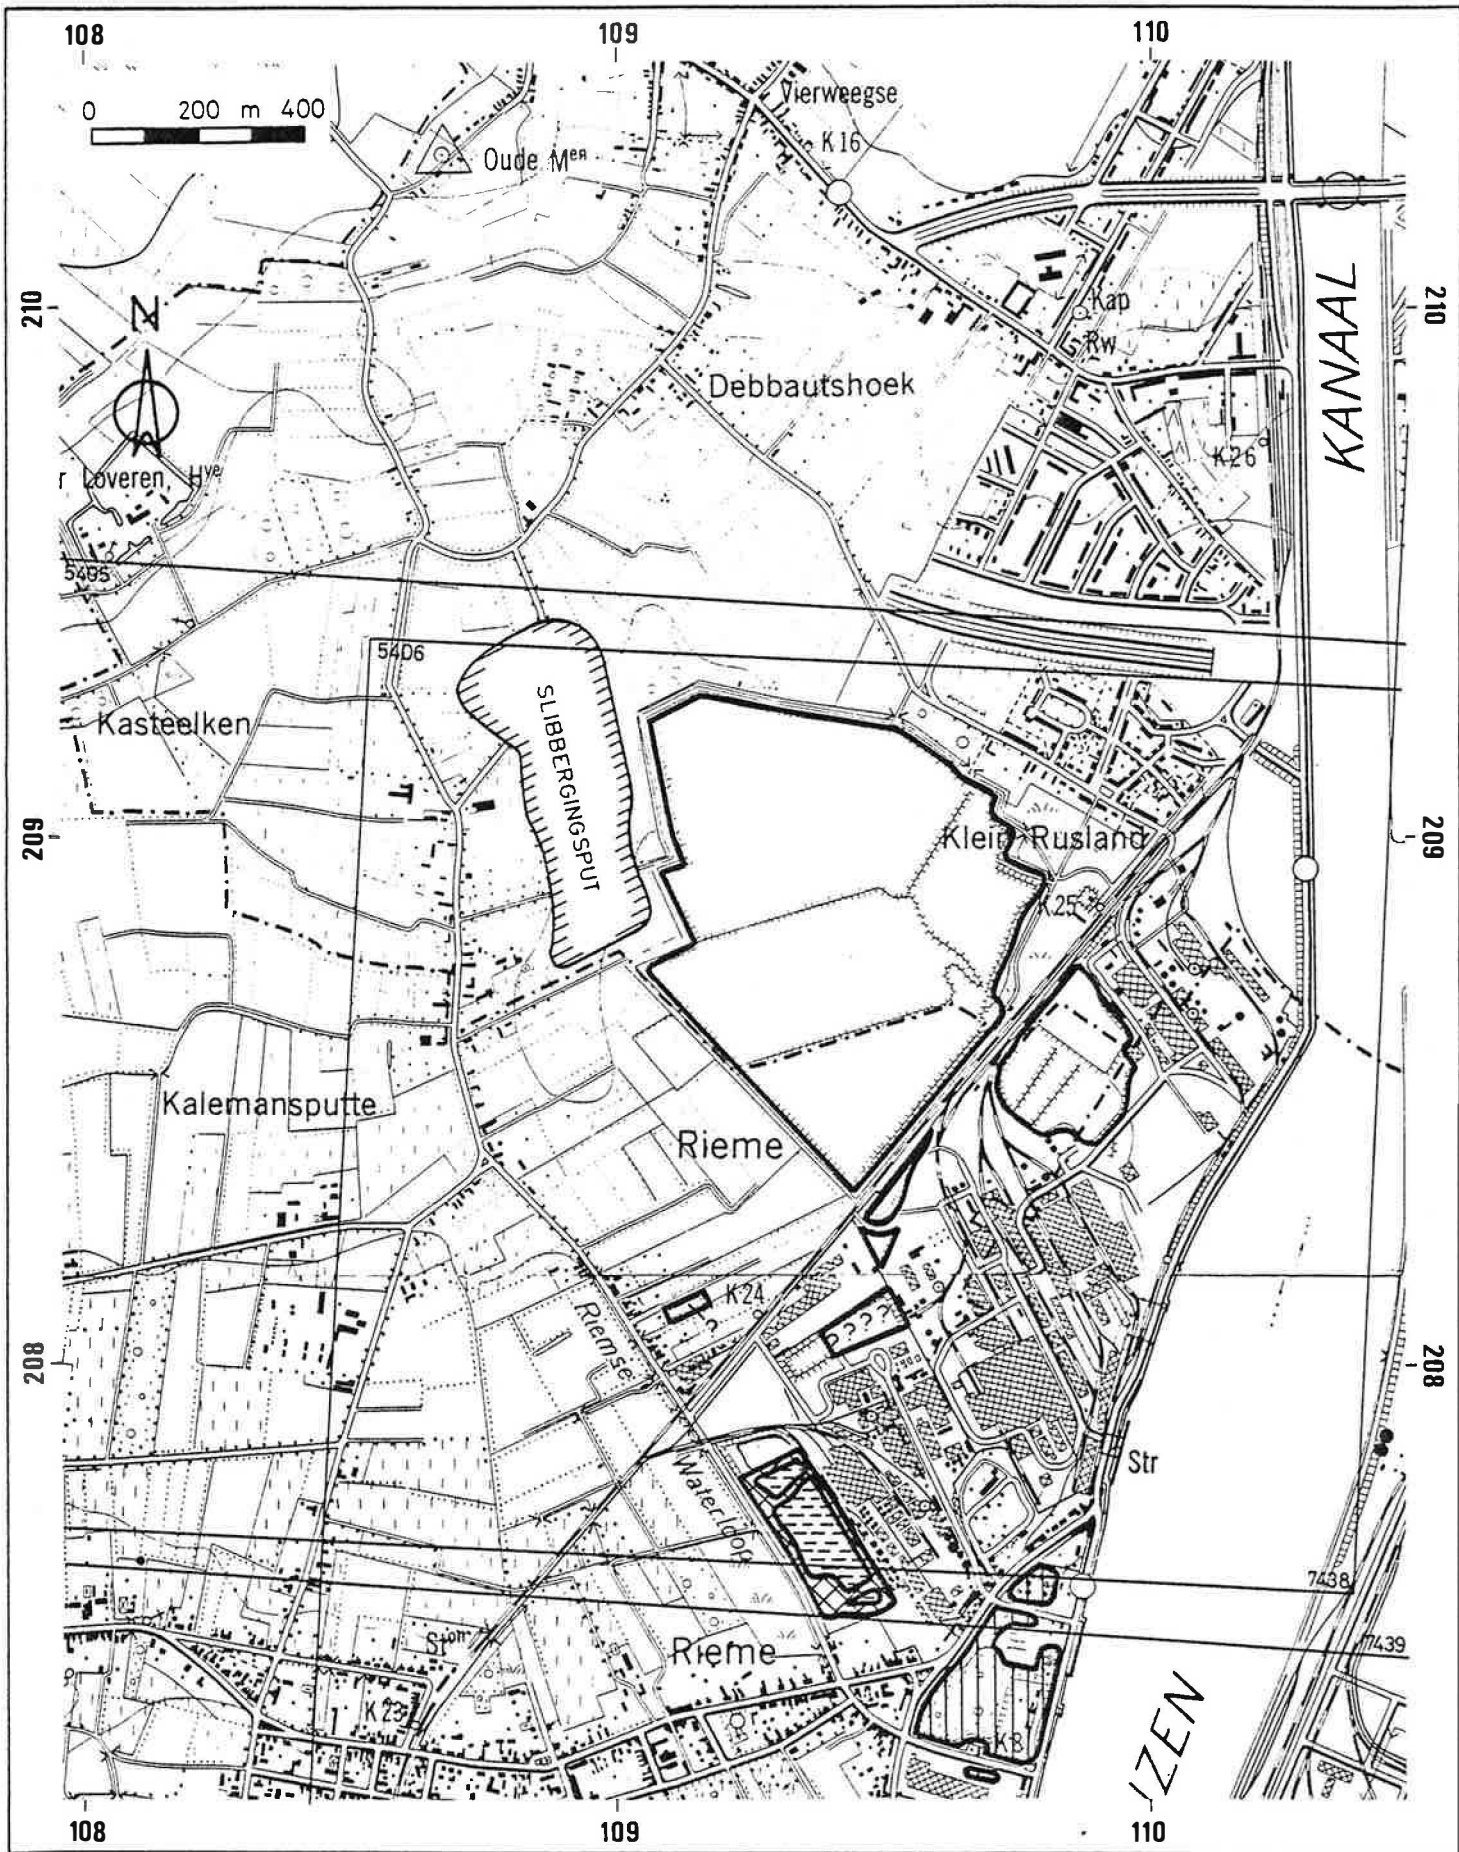 108 109 110
0 200 m 400
Vierweegse
K16
Oude Mᵉⁿ
210
N
KANAAL
210
Kap
Rw
Debbautshoek
K26
r Loveren Hᵛᵉ
5405
5406
SLIBBERGINGSPUT
Kasteelken
209
Klein Rusland
209
K25
Kalemansputte
Rieme
K24
? ? ? ?
?
Riemse
208
208
Str
Waterloop
7438
Stᵒⁿ
Rieme
7439
K23
K8
IZEN
108 109 110